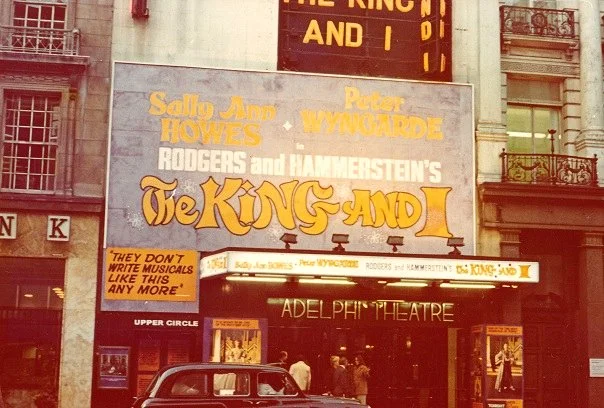 THE KING
AND I
Sally Ann HOWES
Peter WYNGARDE
in
RODGERS and HAMMERSTEIN'S
The KING AND I
N K
"THEY DON'T
WRITE MUSICALS
LIKE THIS
ANY MORE"
Sally Ann HOWES • Peter WYNGARDE RODGERS and HAMMERSTEIN'S The KING AND I
ADELPHI THEATRE
UPPER CIRCLE